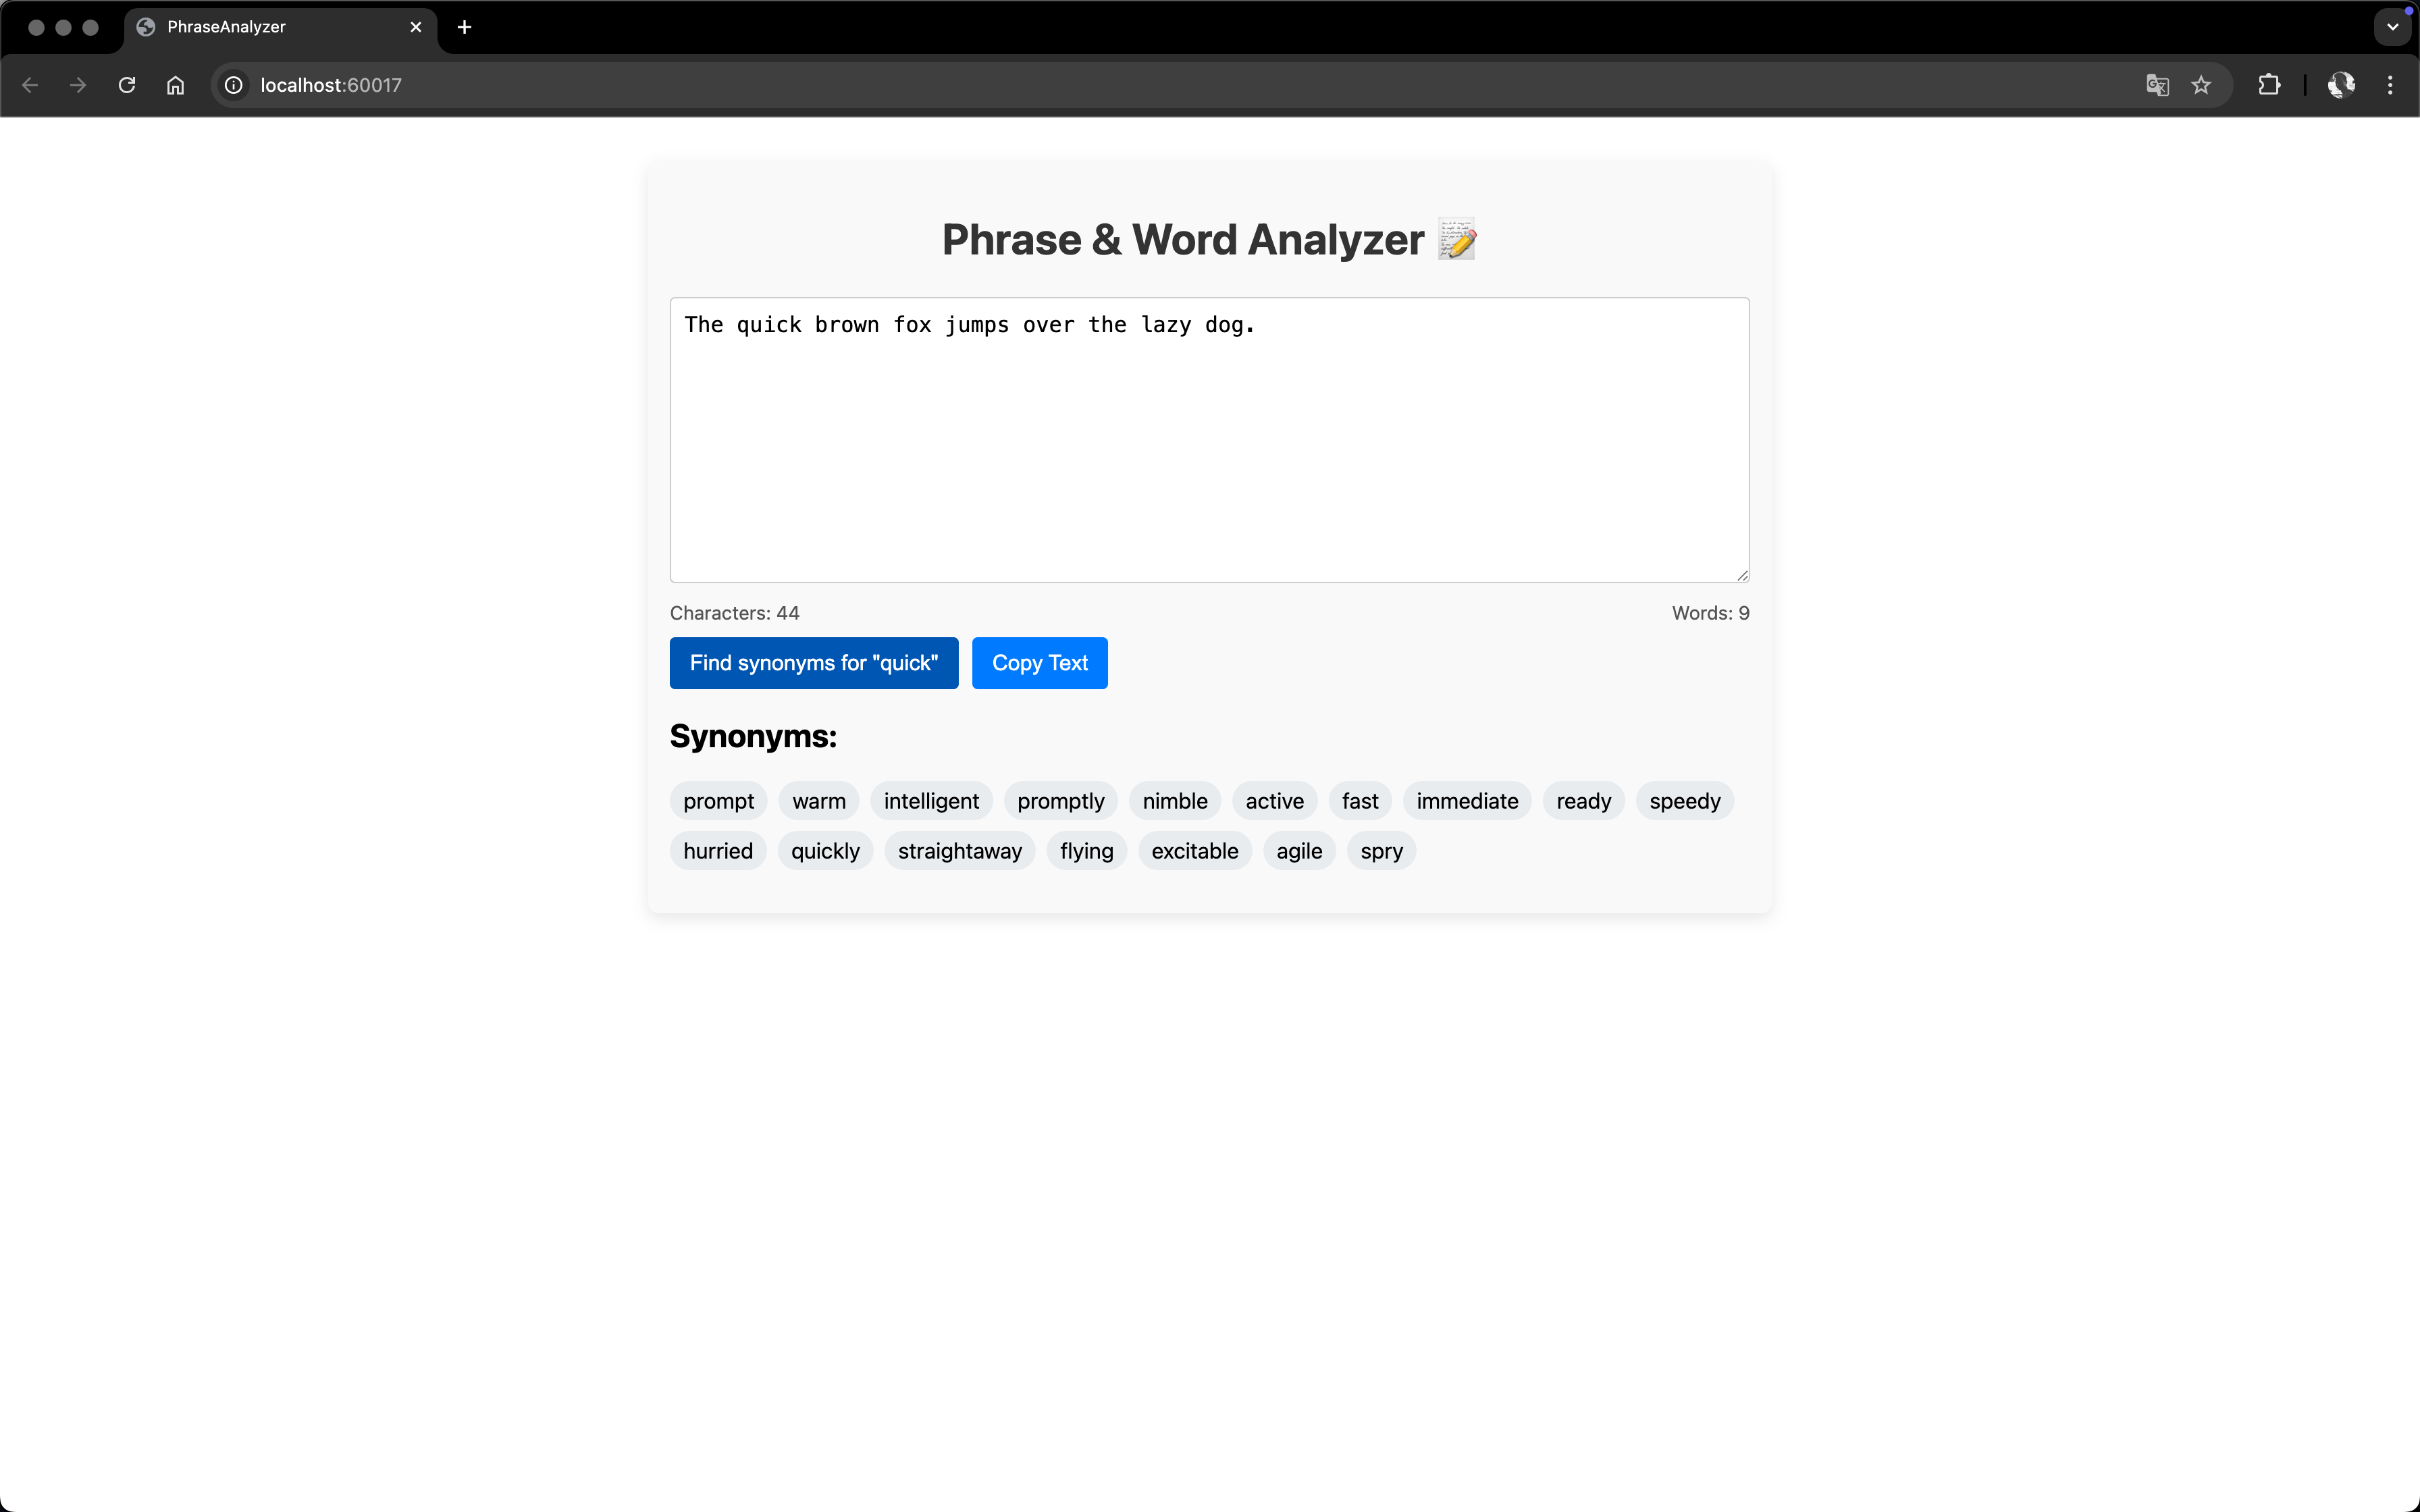 PhraseAnalyzer
localhost:60017
Phrase & Word Analyzer 📝
The quick brown fox jumps over the lazy dog.
Characters: 44 Words: 9
Find synonyms for "quick" Copy Text
Synonyms:
prompt warm intelligent promptly nimble active fast immediate ready speedy
hurried quickly straightaway flying excitable agile spry